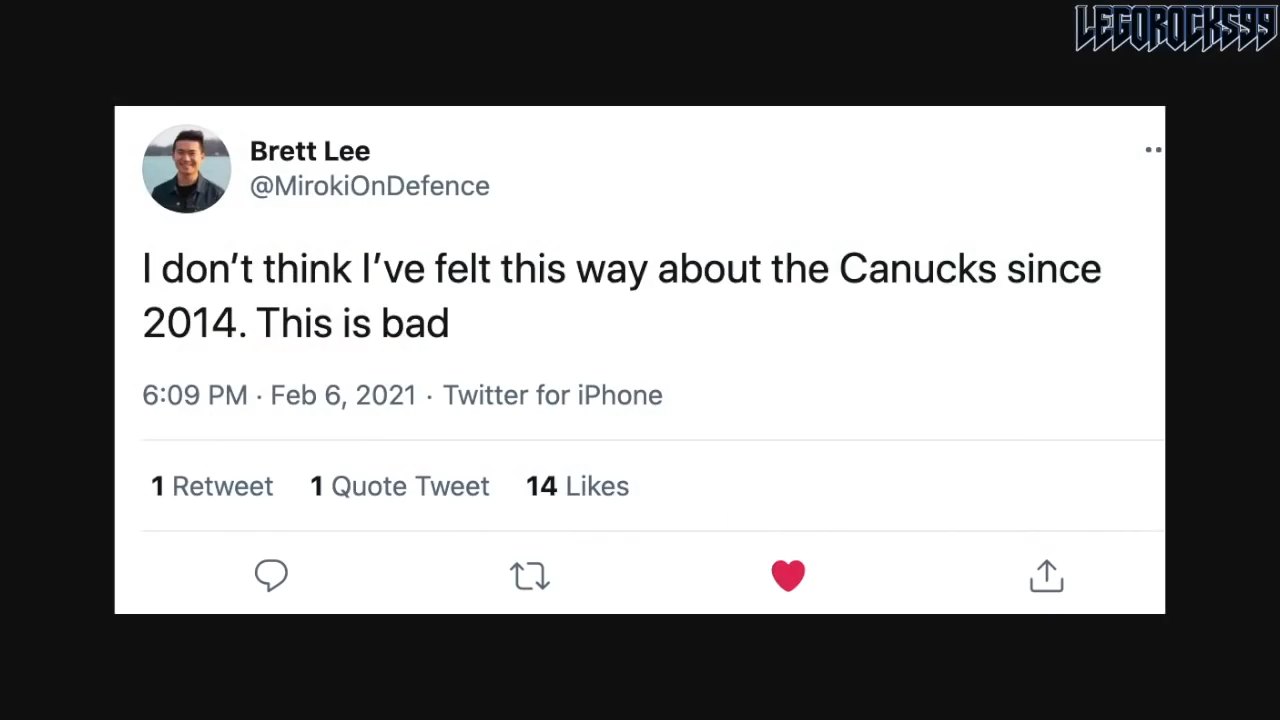 LEGOROCKS99
Brett Lee
@MirokiOnDefence
I don't think I've felt this way about the Canucks since
2014. This is bad
6:09 PM · Feb 6, 2021 · Twitter for iPhone
1 Retweet 1 Quote Tweet 14 Likes